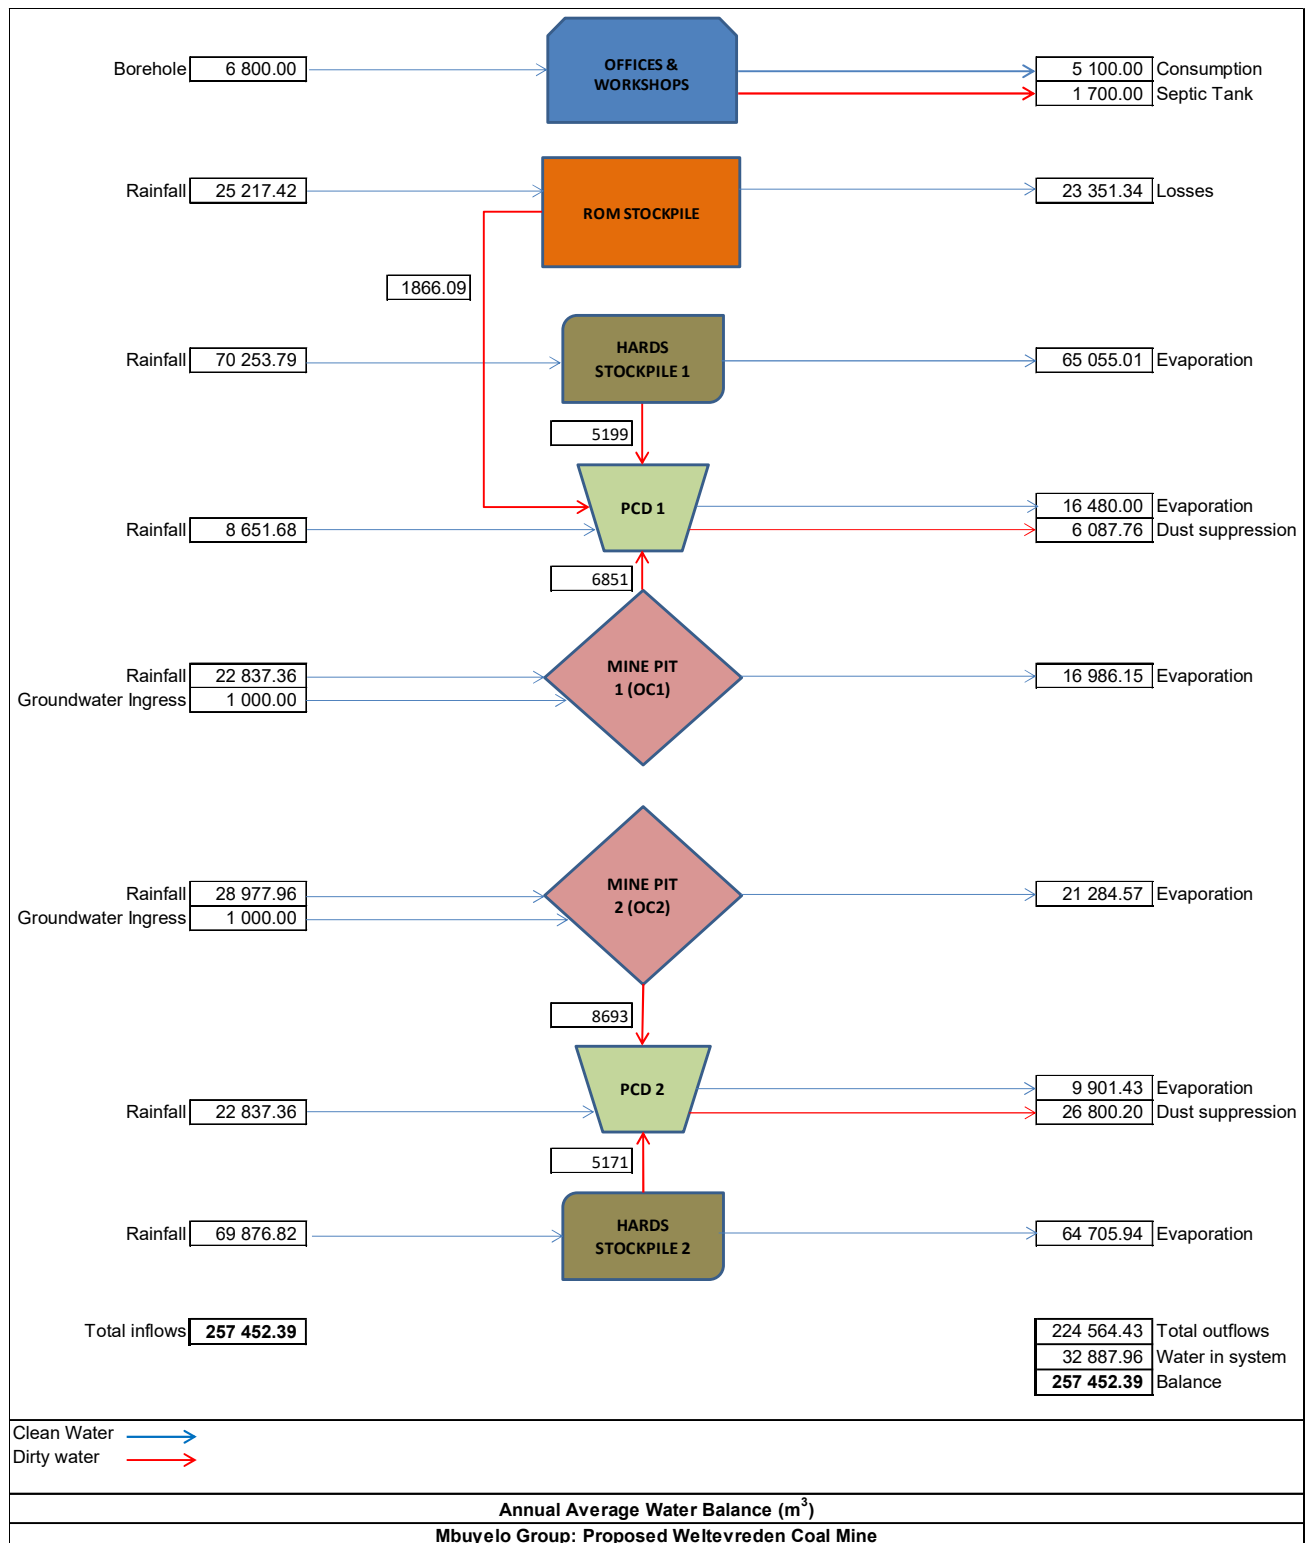 Borehole 6 800.00 OFFICES & WORKSHOPS 5 100.00 Consumption
1 700.00 Septic Tank
Rainfall 25 217.42 ROM STOCKPILE 23 351.34 Losses
1866.09
Rainfall 70 253.79 HARDS STOCKPILE 1 65 055.01 Evaporation
5199
PCD 1 16 480.00 Evaporation
Rainfall 8 651.68 6 087.76 Dust suppression
6851
Rainfall 22 837.36 MINE PIT 1 (OC1) 16 986.15 Evaporation
Groundwater Ingress 1 000.00
Rainfall 28 977.96 MINE PIT 2 (OC2) 21 284.57 Evaporation
Groundwater Ingress 1 000.00
8693
PCD 2 9 901.43 Evaporation
Rainfall 22 837.36 26 800.20 Dust suppression
5171
Rainfall 69 876.82 HARDS STOCKPILE 2 64 705.94 Evaporation
Total inflows 257 452.39 224 564.43 Total outflows
32 887.96 Water in system
257 452.39 Balance
Clean Water
Dirty water
Annual Average Water Balance (m³)
Mbuyelo Group: Proposed Weltevreden Coal Mine